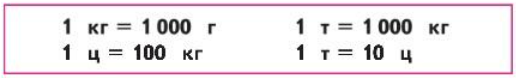 1 кг = 1 000 г 1 т = 1 000 кг
1 ц = 100 кг 1 т = 10 ц